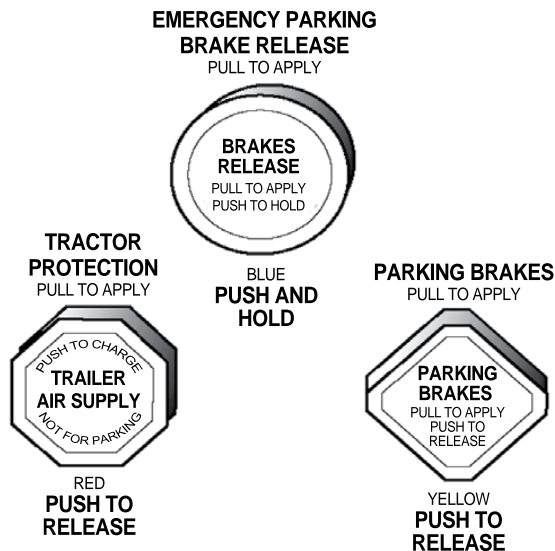 EMERGENCY PARKING
BRAKE RELEASE
PULL TO APPLY
BRAKES
RELEASE
PULL TO APPLY
PUSH TO HOLD
BLUE
PUSH AND
HOLD
TRACTOR
PROTECTION
PULL TO APPLY
PUSH TO CHARGE
TRAILER
AIR SUPPLY
NOT FOR PARKING
RED
PUSH TO
RELEASE
PARKING BRAKES
PULL TO APPLY
PARKING
BRAKES
PULL TO APPLY
PUSH TO
RELEASE
YELLOW
PUSH TO
RELEASE